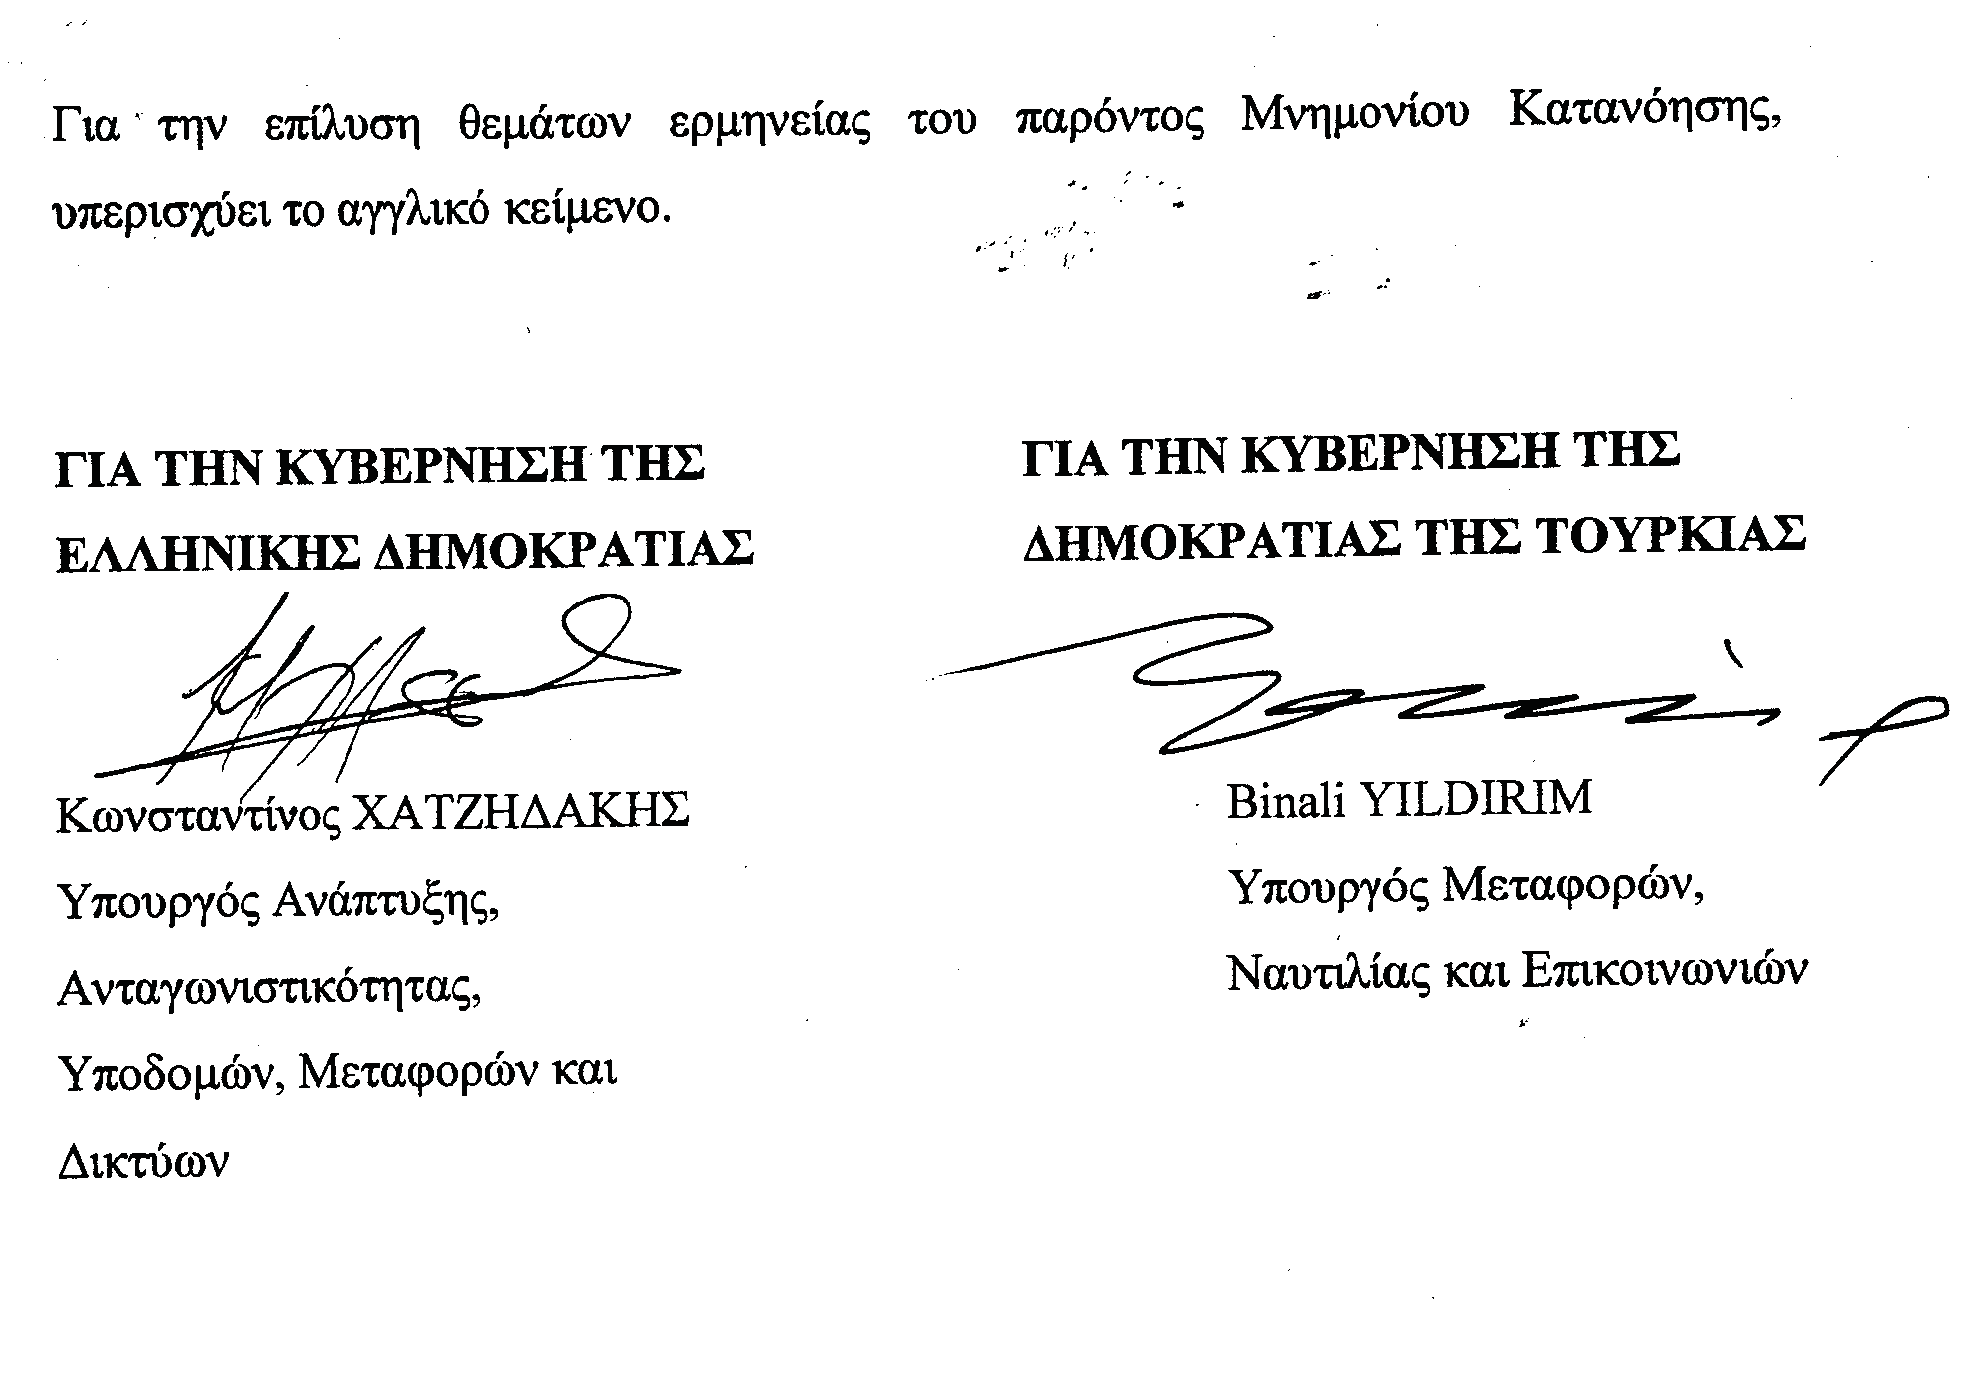 Για την επίλυση θεμάτων ερμηνείας του παρόντος Μνημονίου Κατανόησης,
υπερισχύει το αγγλικό κείμενο.
ΓΙΑ ΤΗΝ ΚΥΒΕΡΝΗΣΗ ΤΗΣ
ΕΛΛΗΝΙΚΗΣ ΔΗΜΟΚΡΑΤΙΑΣ
Κωνσταντίνος ΧΑΤΖΗΔΑΚΗΣ
Υπουργός Ανάπτυξης,
Ανταγωνιστικότητας,
Υποδομών, Μεταφορών και
Δικτύων
ΓΙΑ ΤΗΝ ΚΥΒΕΡΝΗΣΗ ΤΗΣ
ΔΗΜΟΚΡΑΤΙΑΣ ΤΗΣ ΤΟΥΡΚΙΑΣ
Binali YILDIRIM
Υπουργός Μεταφορών,
Ναυτιλίας και Επικοινωνιών